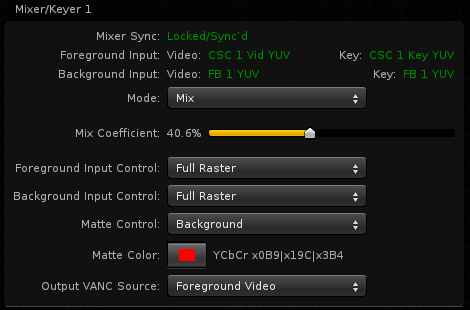 Mixer/Keyer 1
Mixer Sync: Locked/Sync'd
Foreground Input: Video: CSC 1 Vid YUV Key: CSC 1 Key YUV
Background Input: Video: FB 1 YUV Key: FB 1 YUV
Mode: Mix
Mix Coefficient: 40.6%
Foreground Input Control: Full Raster
Background Input Control: Full Raster
Matte Control: Background
Matte Color: YCbCr x0B9|x19C|x3B4
Output VANC Source: Foreground Video